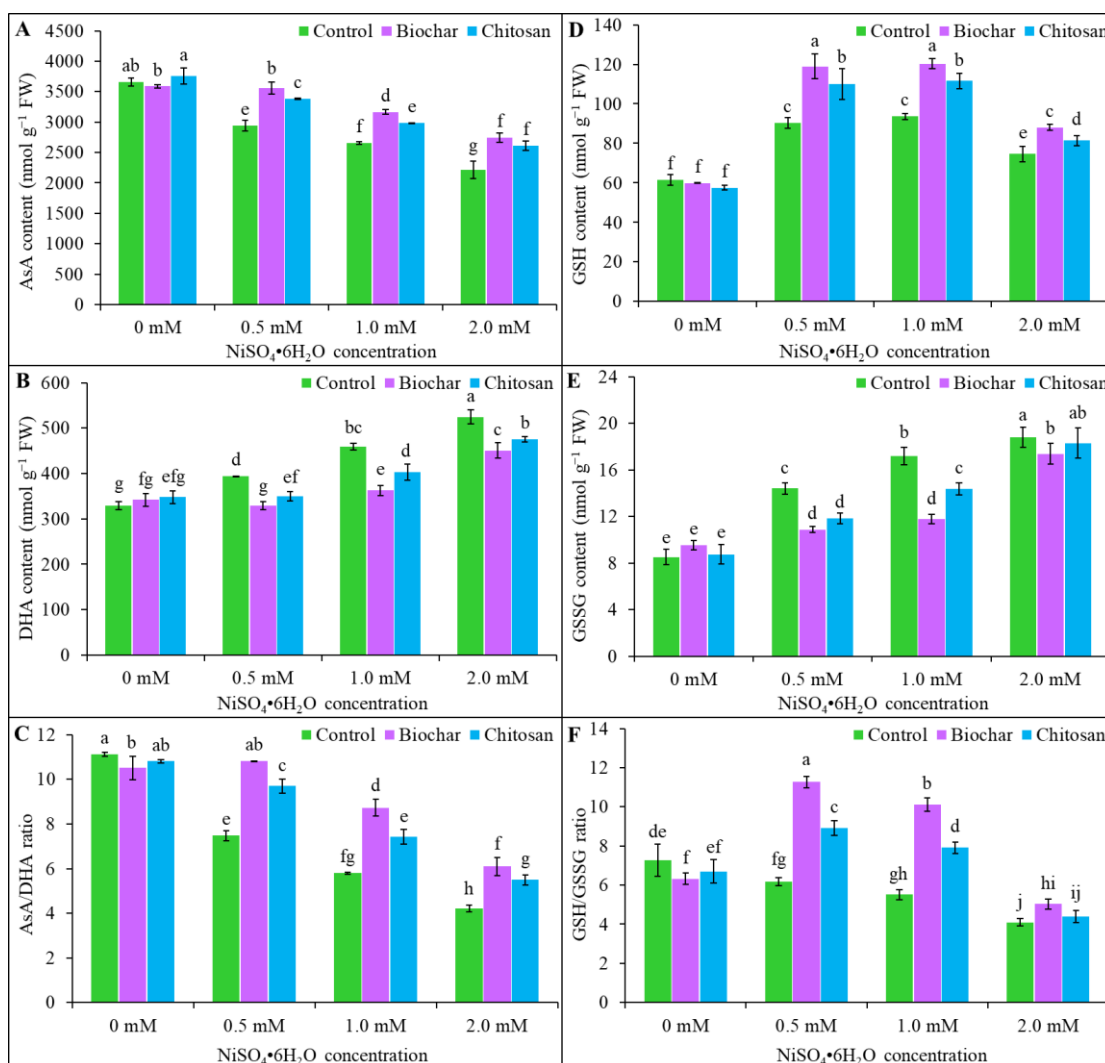 A
Control Biochar Chitosan
AsA content (nmol g⁻¹ FW)
4500
4000
3500
3000
2500
2000
1500
1000
500
0
ab b a
e b c
f d e
g f f
0 mM 0.5 mM 1.0 mM 2.0 mM
NiSO₄•6H₂O concentration
B
Control Biochar Chitosan
DHA content (nmol g⁻¹ FW)
600
500
400
300
200
100
0
g fg efg
d g ef
bc e d
a c b
0 mM 0.5 mM 1.0 mM 2.0 mM
NiSO₄•6H₂O concentration
C
Control Biochar Chitosan
AsA/DHA ratio
12
10
8
6
4
2
0
a b ab
e ab c
fg d e
h f g
0 mM 0.5 mM 1.0 mM 2.0 mM
NiSO₄•6H₂O concentration
D
Control Biochar Chitosan
GSH content (nmol g⁻¹ FW)
140
120
100
80
60
40
20
0
f f f
c a b
c a b
e c d
0 mM 0.5 mM 1.0 mM 2.0 mM
NiSO₄•6H₂O concentration
E
Control Biochar Chitosan
GSSG content (nmol g⁻¹ FW)
24
20
16
12
8
4
0
e e e
c d d
b d c
a b ab
0 mM 0.5 mM 1.0 mM 2.0 mM
NiSO₄•6H₂O concentration
F
Control Biochar Chitosan
GSH/GSSG ratio
14
12
10
8
6
4
2
0
de f ef
fg a c
gh b d
j hi ij
0 mM 0.5 mM 1.0 mM 2.0 mM
NiSO₄•6H₂O concentration